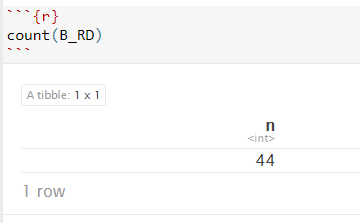 ```{r}
count(B_RD)
```
A tibble: 1 x 1
n
<int>
44
1 row